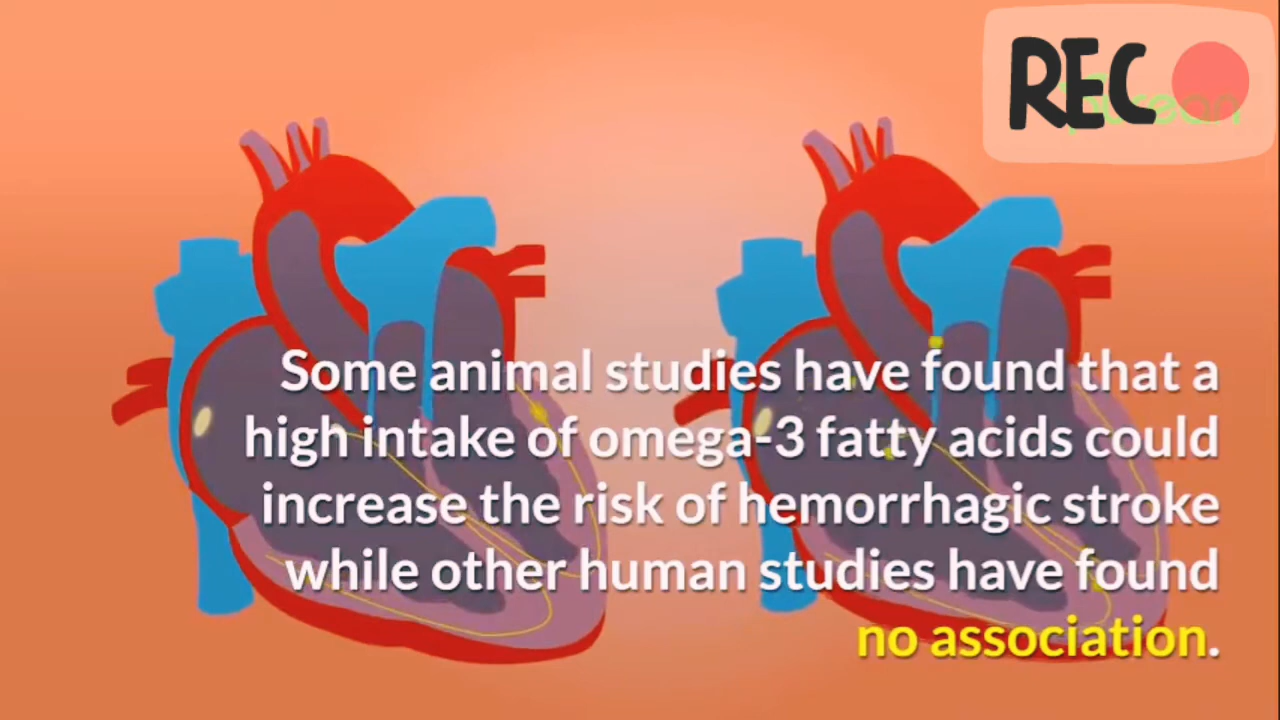 REC
Some animal studies have found that a
high intake of omega-3 fatty acids could
increase the risk of hemorrhagic stroke
while other human studies have found
no association.